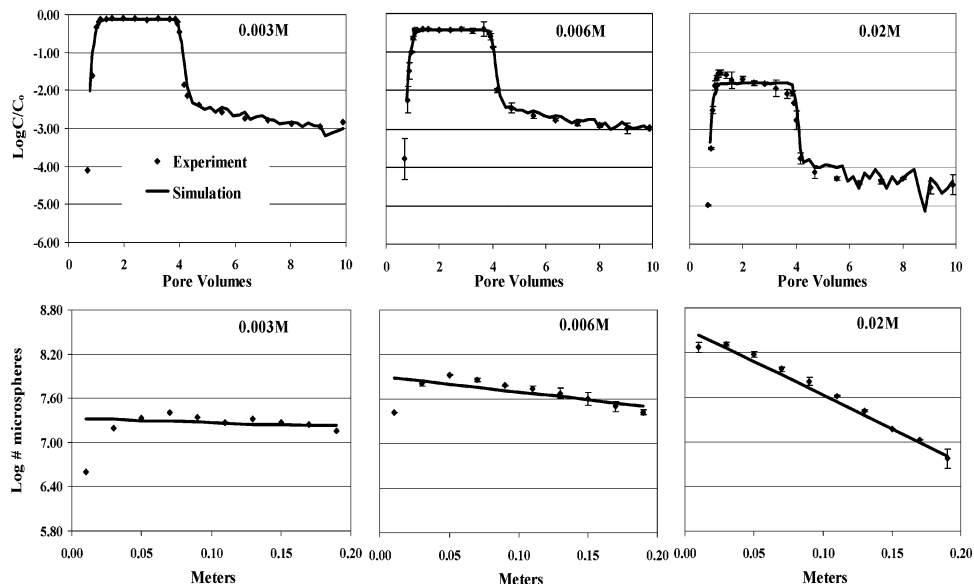 LogC/Co
0.00
-1.00
-2.00
-3.00
-4.00
-5.00
-6.00
0.003M
Experiment
Simulation
0 2 4 6 8 10
Pore Volumes
0.006M
0 2 4 6 8 10
Pore Volumes
0.02M
0 2 4 6 8 10
Pore Volumes
Log # microspheres
8.80
8.20
7.60
7.00
6.40
5.80
0.003M
0.00 0.05 0.10 0.15 0.20
Meters
0.006M
0.00 0.05 0.10 0.15 0.20
Meters
0.02M
0.00 0.05 0.10 0.15 0.20
Meters